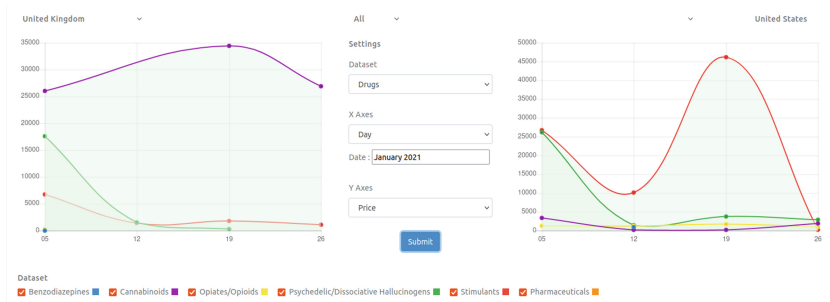 United Kingdom
All
United States
Settings
Dataset
Drugs
X Axes
Day
Date : January 2021
Y Axes
Price
Submit
35000
30000
25000
20000
15000
10000
5000
0
05 12 19 26
50000
45000
40000
35000
30000
25000
20000
15000
10000
5000
0
05 12 19 26
Dataset
Benzodiazepines Cannabinoids Opiates/Opioids Psychedelic/Dissociative Hallucinogens Stimulants Pharmaceuticals